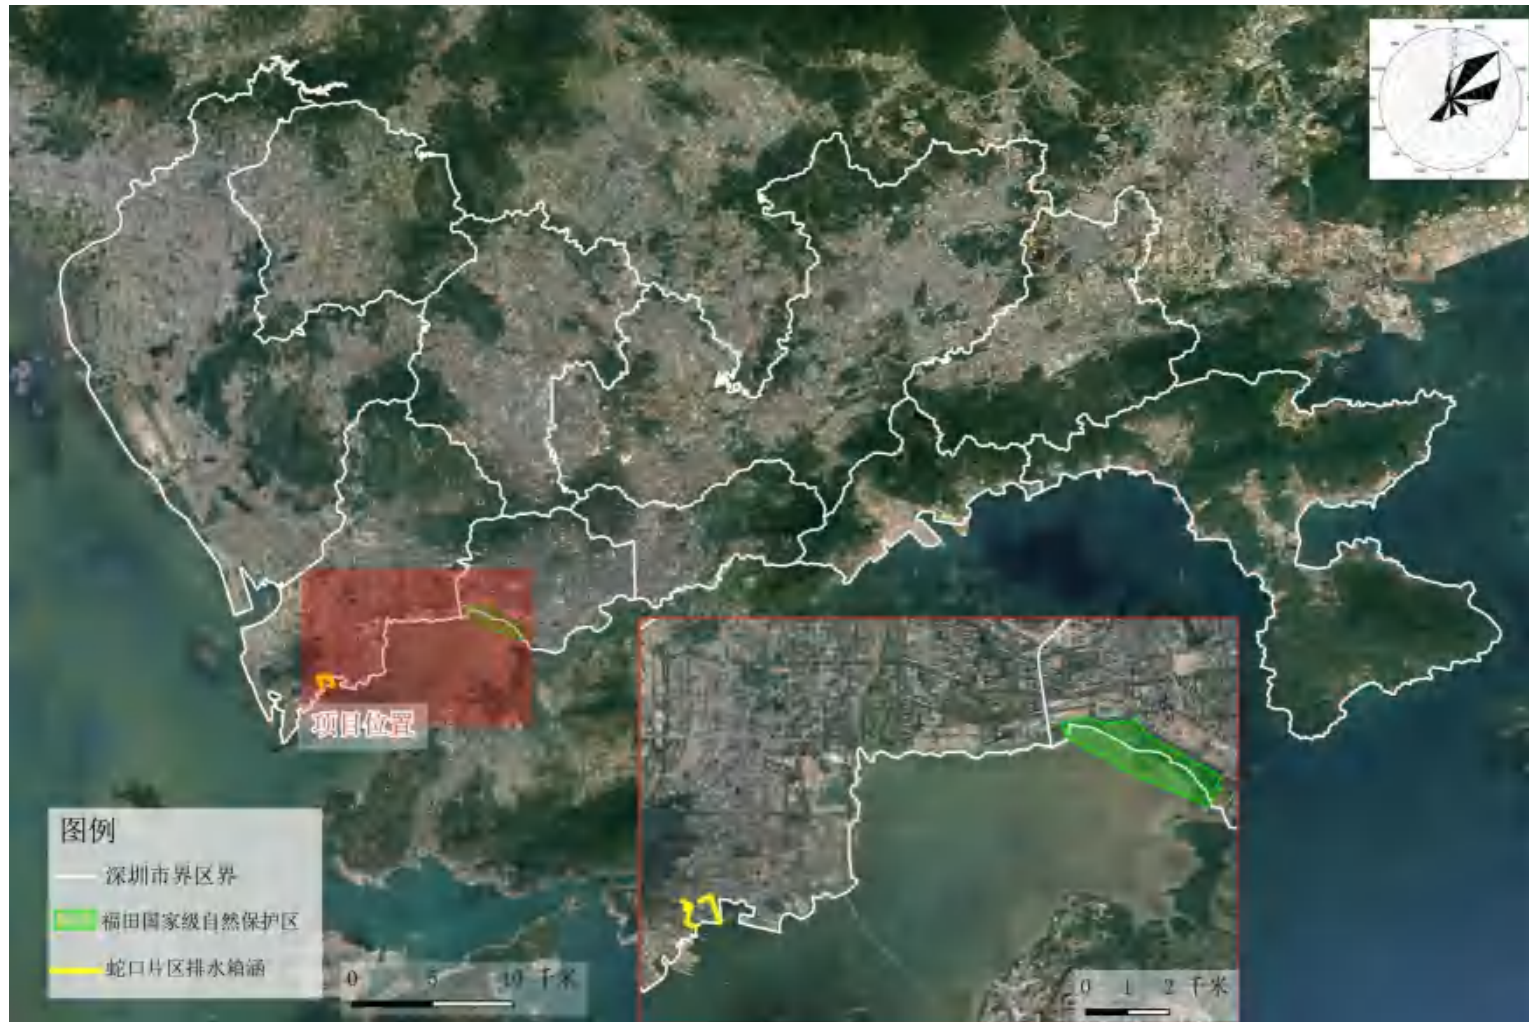 项目位置
图例
深圳市界区界
福田国家级自然保护区
蛇口片区排水箱涵
0 5 10 千米
0 1 2 千米